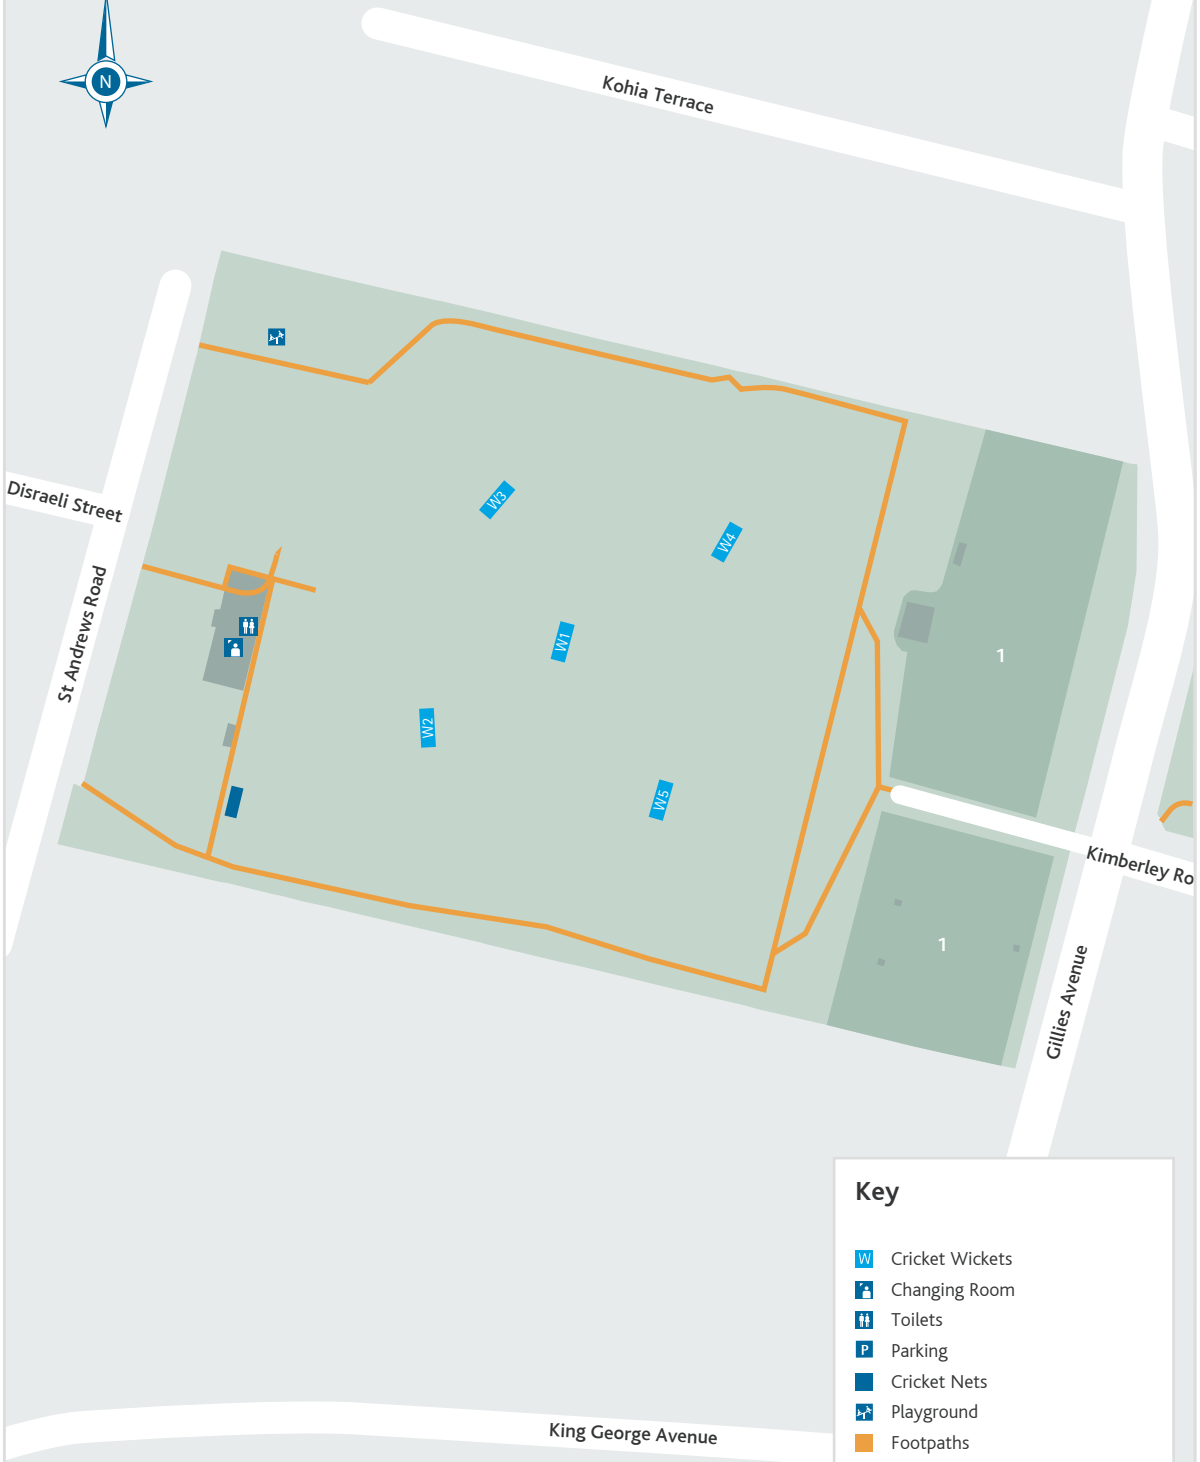 N
Kohia Terrace
Disraeli Street
W3
W4
St Andrews Road
W1
1
W2
W5
Kimberley Ro
1
Gillies Avenue
Key
W Cricket Wickets
Changing Room
Toilets
P Parking
Cricket Nets
Playground
Footpaths
King George Avenue